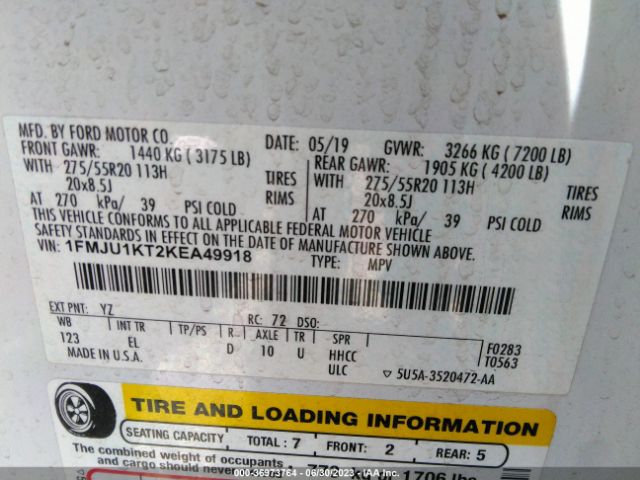 MFD. BY FORD MOTOR CO.
DATE: 05/19 GVWR: 3266 KG ( 7200 LB)
FRONT GAWR: 1440 KG ( 3175 LB)
WITH 275/55R20 113H TIRES
20x8.5J RIMS
AT 270 kPa/ 39 PSI COLD
REAR GAWR: 1905 KG ( 4200 LB)
WITH 275/55R20 113H TIRES
20x8.5J RIMS
AT 270 kPa/ 39 PSI COLD
THIS VEHICLE CONFORMS TO ALL APPLICABLE FEDERAL MOTOR VEHICLE
SAFETY STANDARDS IN EFFECT ON THE DATE OF MANUFACTURE SHOWN ABOVE.
VIN: 1FMJU1KT2KEA49918 TYPE: MPV
EXT PNT: YZ RC: 72 DSO:
WB INT TR TP/PS R AXLE TR SPR
123 EL D 10 U HHCC
ULC
F0283
T0563
MADE IN U.S.A.
▽ 5U5A-3520472-AA
TIRE AND LOADING INFORMATION
SEATING CAPACITY TOTAL : 7 FRONT: 2 REAR: 5
The combined weight of occupants
and cargo should never 1706 lbs
000-36973764 - 06/30/2023 - IAAI.com